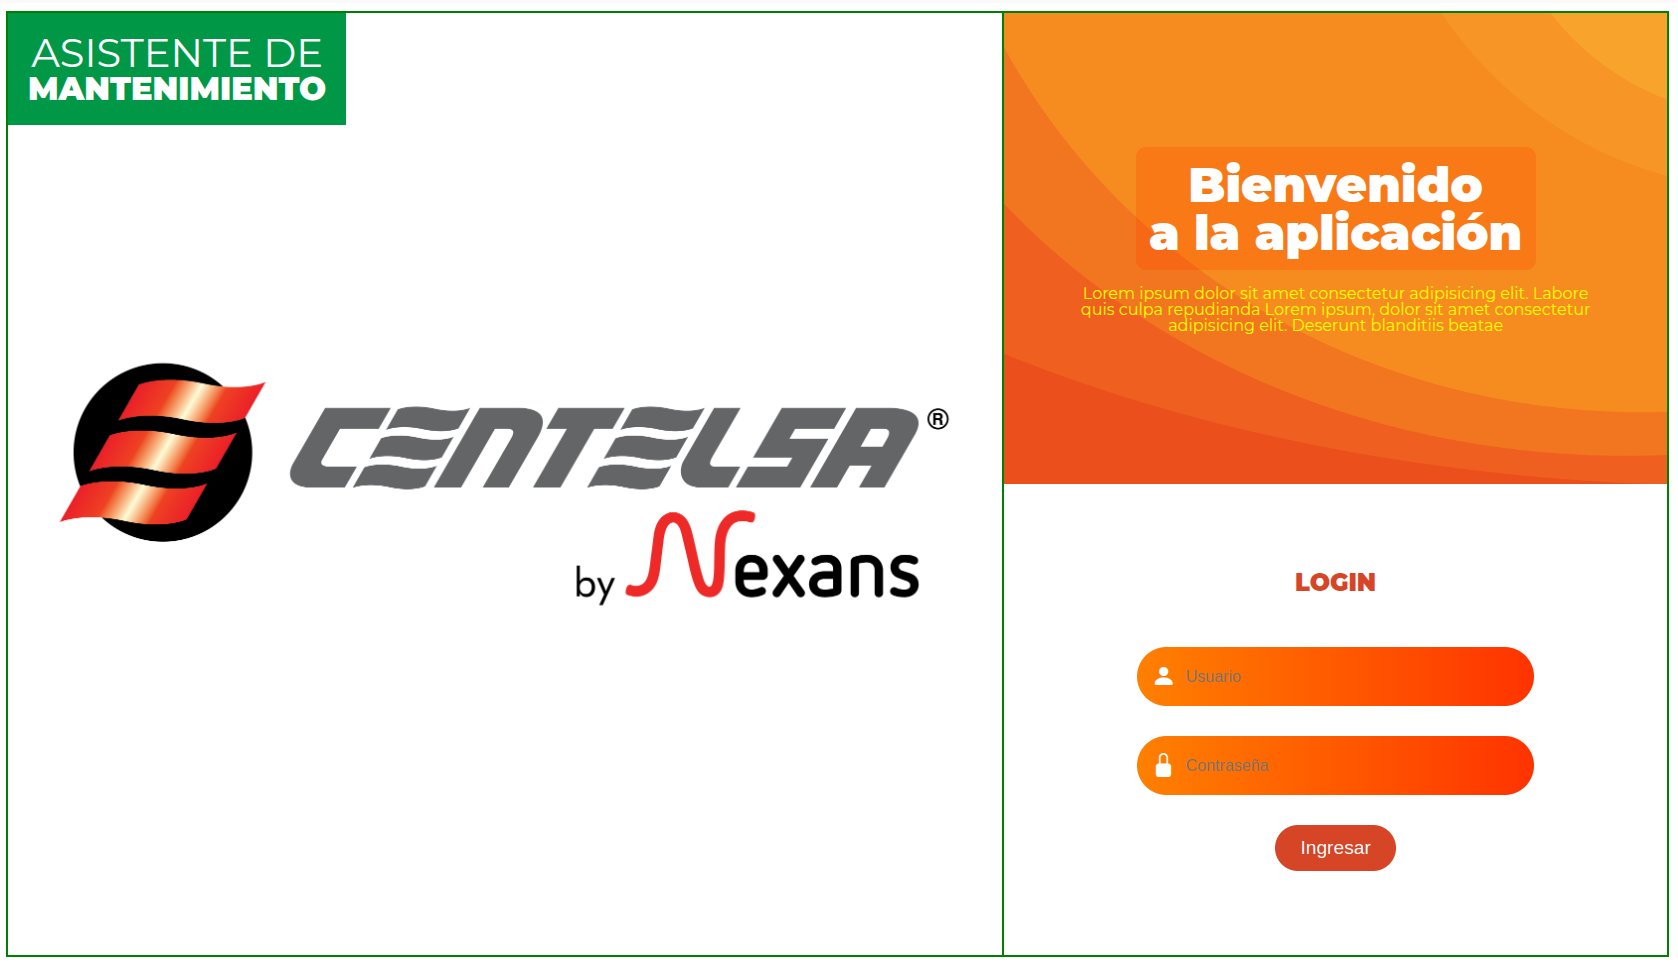 ASISTENTE DE
MANTENIMIENTO
CENTELSA®
by Nexans
Bienvenido
a la aplicación
Lorem ipsum dolor sit amet consectetur adipisicing elit. Labore
quis culpa repudianda Lorem ipsum, dolor sit amet consectetur
adipisicing elit. Deserunt blanditiis beatae
LOGIN
Usuario
Contraseña
Ingresar